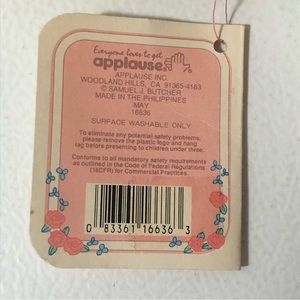 Everyone loves to get
applause®
APPLAUSE INC.
WOODLAND HILLS, CA 91365-4183
© SAMUEL J. BUTCHER
MADE IN THE PHILIPPINES
MAY
16636
SURFACE WASHABLE ONLY
To eliminate any potential safety problems,
please remove the plastic logo and hang
tag before presenting to children under three.
Conforms to all mandatory safety requirements
as outlined in the Code of Federal Regulations
(16CFR) for Commercial Practices.
0 83361 16636 3